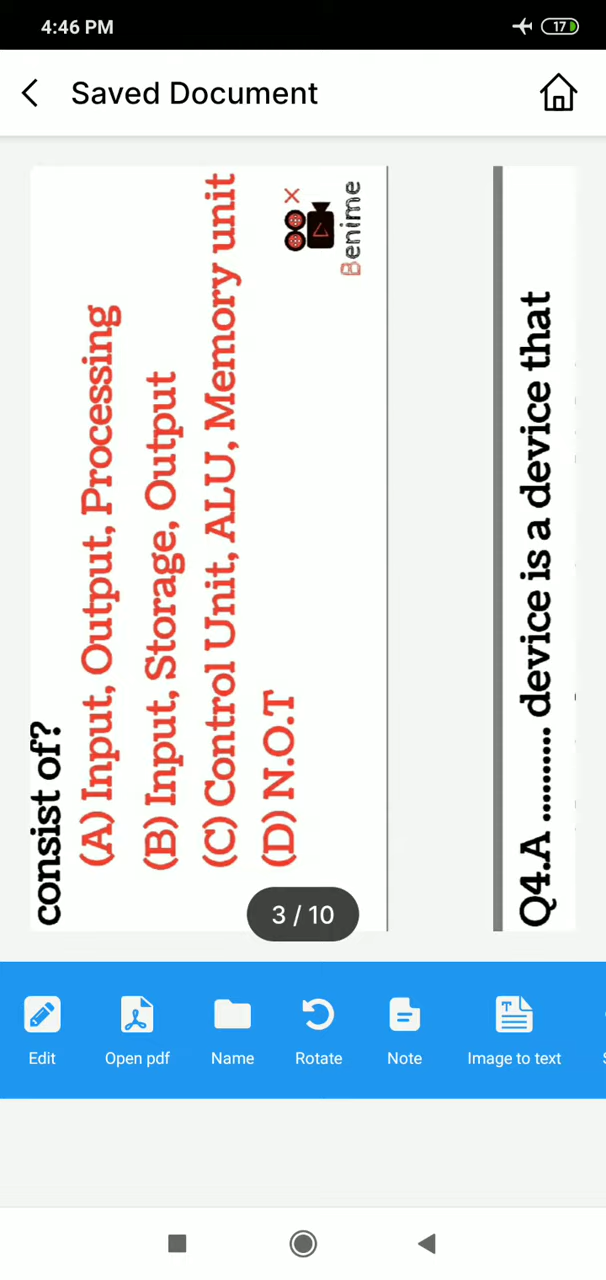 4:46 PM
17
Saved Document
consist of?
(A) Input, Output, Processing
(B) Input, Storage, Output
(C) Control Unit, ALU, Memory unit
(D) N.O.T
Benime
Q4.A ........... device is a device that
3 / 10
Edit
Open pdf
Name
Rotate
Note
Image to text